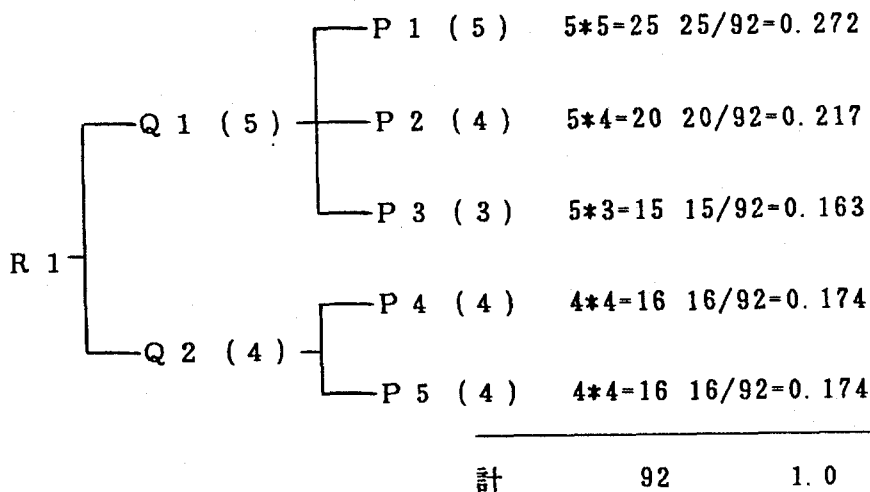 P 1 ( 5 ) 5*5=25 25/92=0.272
Q 1 ( 5 ) P 2 ( 4 ) 5*4=20 20/92=0.217
P 3 ( 3 ) 5*3=15 15/92=0.163
R 1
P 4 ( 4 ) 4*4=16 16/92=0.174
Q 2 ( 4 )
P 5 ( 4 ) 4*4=16 16/92=0.174
計 92 1.0